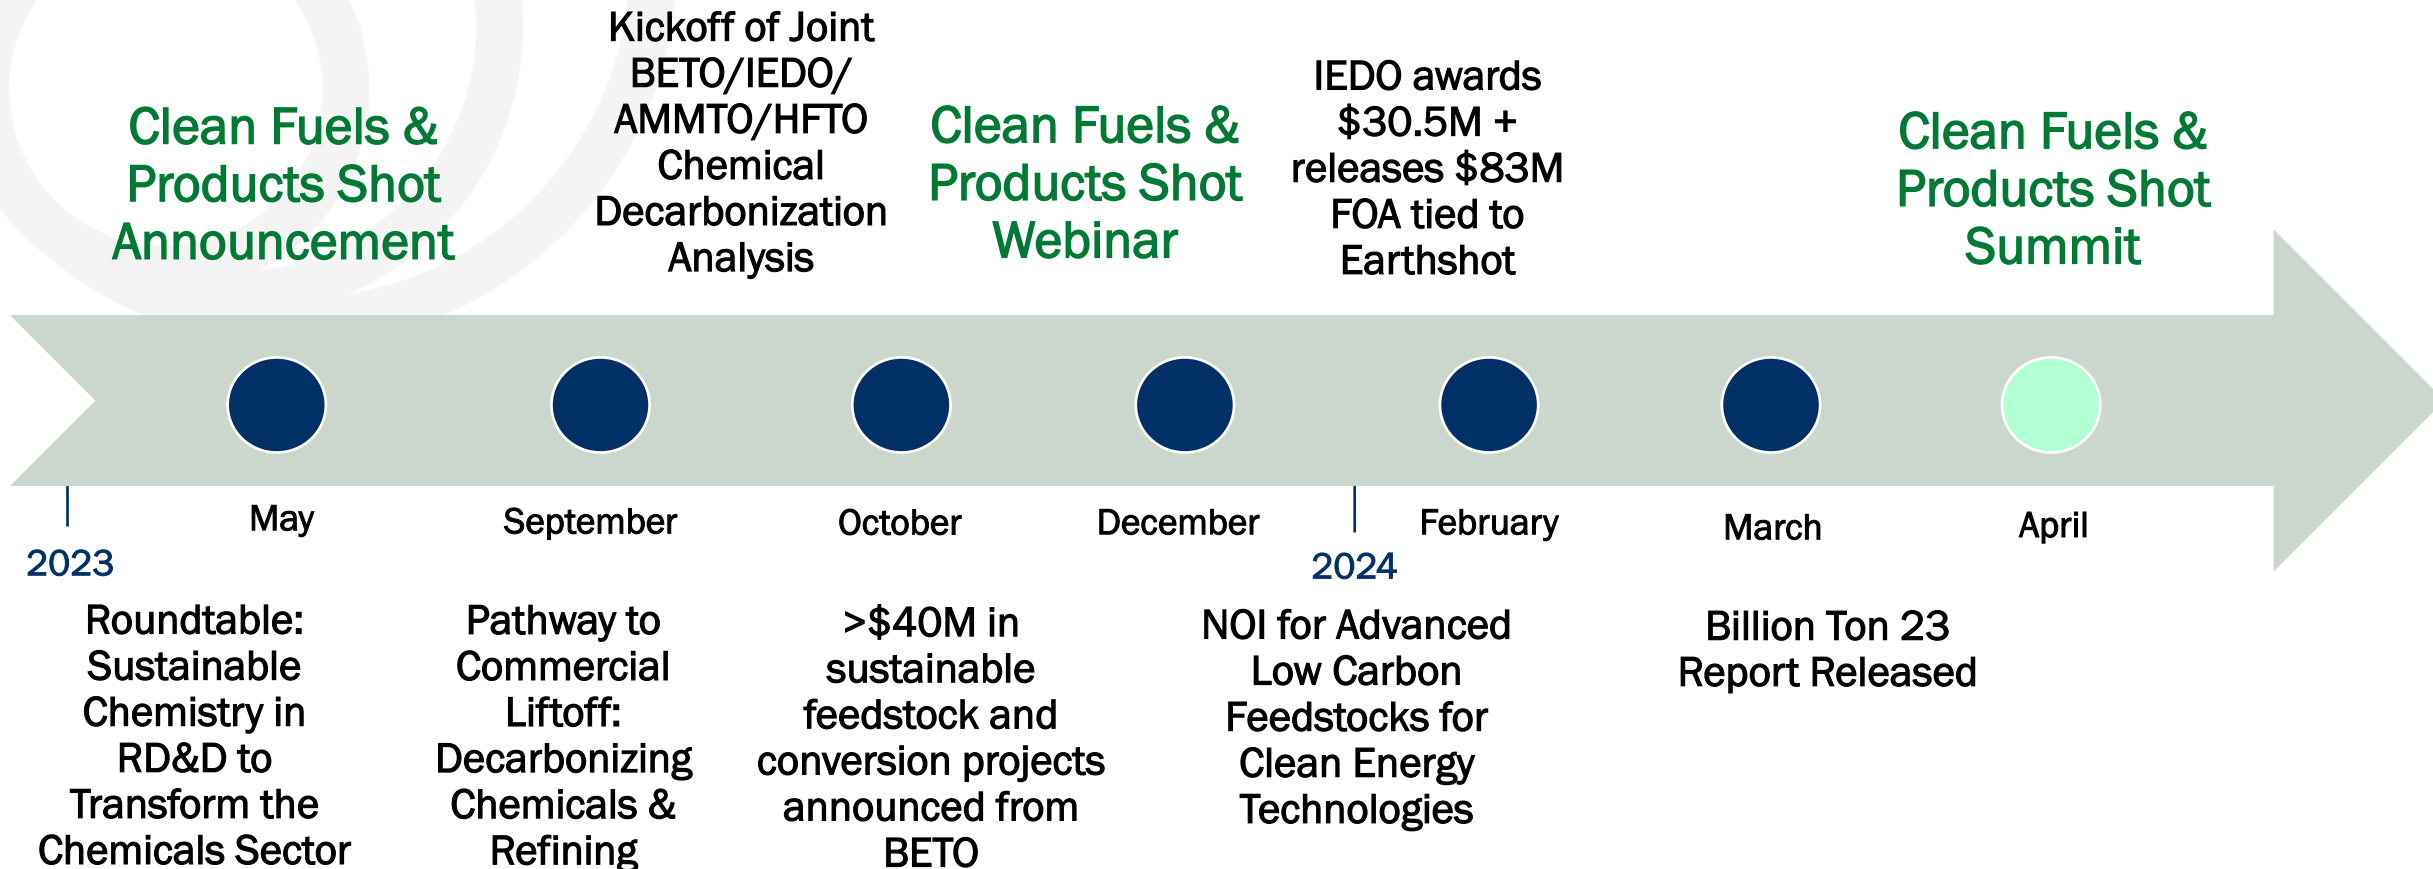 Clean Fuels &
Products Shot
Announcement
Kickoff of Joint
BETO/IEDO/
AMMTO/HFTO
Chemical
Decarbonization
Analysis
Clean Fuels &
Products Shot
Webinar
IEDO awards
$30.5M +
releases $83M
FOA tied to
Earthshot
Clean Fuels &
Products Shot
Summit
May
September
October
December
February
March
April
2023
2024
Roundtable:
Sustainable
Chemistry in
RD&D to
Transform the
Chemicals Sector
Pathway to
Commercial
Liftoff:
Decarbonizing
Chemicals &
Refining
>$40M in
sustainable
feedstock and
conversion projects
announced from
BETO
NOI for Advanced
Low Carbon
Feedstocks for
Clean Energy
Technologies
Billion Ton 23
Report Released